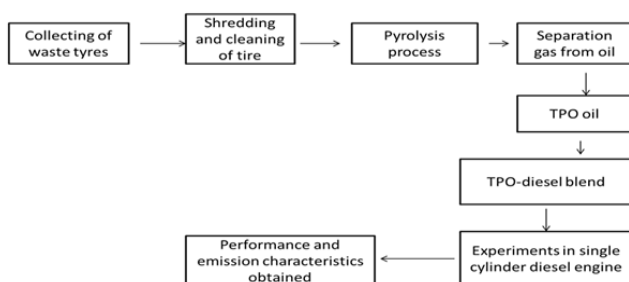 Collecting of
waste tyres
Shredding
and cleaning
of tire
Pyrolysis
process
Separation
gas from oil
TPO oil
TPO-diesel blend
Experiments in single
cylinder diesel engine
Performance and
emission characteristics
obtained